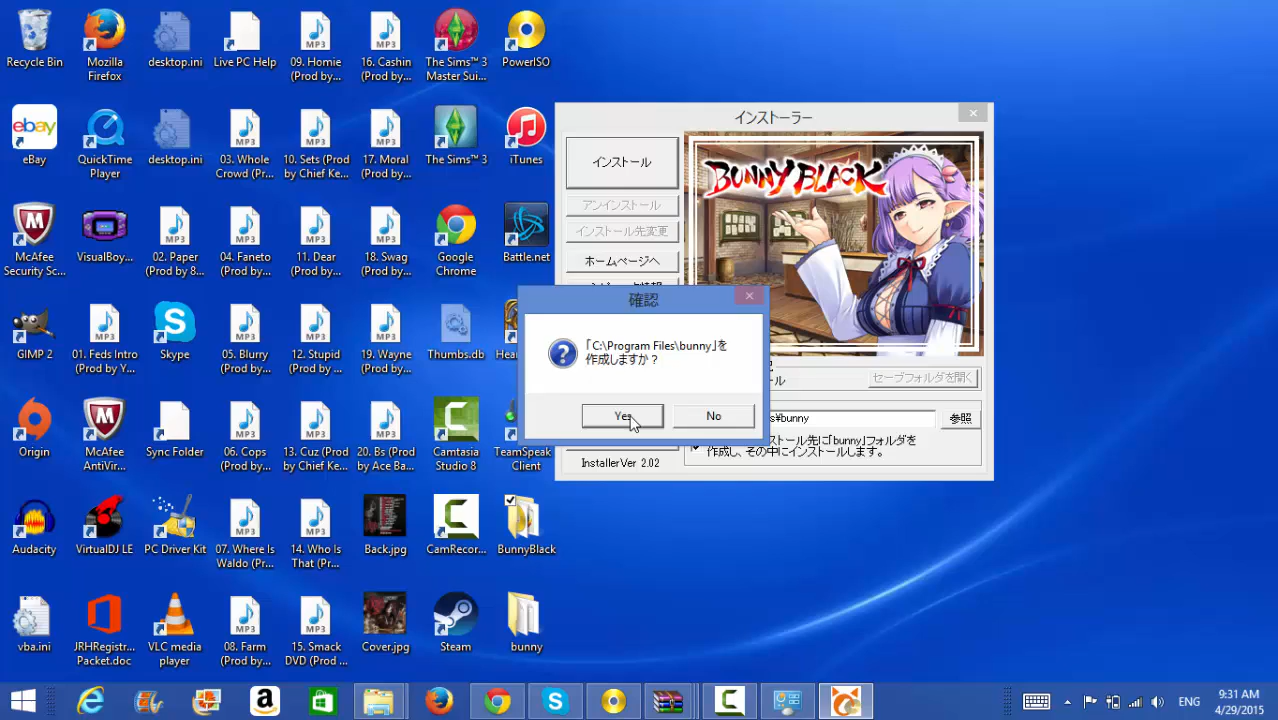 Recycle Bin
Mozilla
Firefox
desktop.ini
Live PC Help
09. Homie
(Prod by...
16. Cashin
(Prod by...
The Sims™ 3
Master Sui...
PowerISO
eBay
QuickTime
Player
desktop.ini
03. Whole
Crowd (Pr...
10. Sets (Prod
by Chief Ke...
17. Moral
(Prod by...
The Sims™ 3
iTunes
McAfee
Security Sc...
VisualBoy...
02. Paper
(Prod by 8...
04. Faneto
(Prod by...
11. Dear
(Prod by...
18. Swag
(Prod by...
Google
Chrome
Battle.net
GIMP 2
01. Feds Intro
(Prod by Y...
Skype
05. Blurry
(Prod by...
12. Stupid
(Prod by...
19. Wayne
(Prod by...
Thumbs.db
Origin
McAfee
AntiVir...
Sync Folder
06. Cops
(Prod by...
13. Cuz (Prod
by Chief Ke...
20. Bs (Prod
by Ace Ba...
Camtasia
Studio 8
TeamSpeak
Client
Audacity
VirtualDJ LE
PC Driver Kit
07. Where Is
Waldo (Pr...
14. Who Is
That (Pr...
Back.jpg
CamRecor...
BunnyBlack
vba.ini
JRHRegistr...
Packet.doc
VLC media
player
08. Farm
(Prod by...
15. Smack
DVD (Prod ...
Cover.jpg
Steam
bunny
インストーラー
インストール
アンインストール
インストール先変更
ホームページへ
BUNNY BLACK
セーブフォルダを開く
参照
ストール先に「bunny」フォルダを
作成し、その中にインストールします。
InstallerVer 2.02
確認
「C:\Program Files\bunny」を
作成しますか？
Yes
No
ENG
9:31 AM
4/29/2015